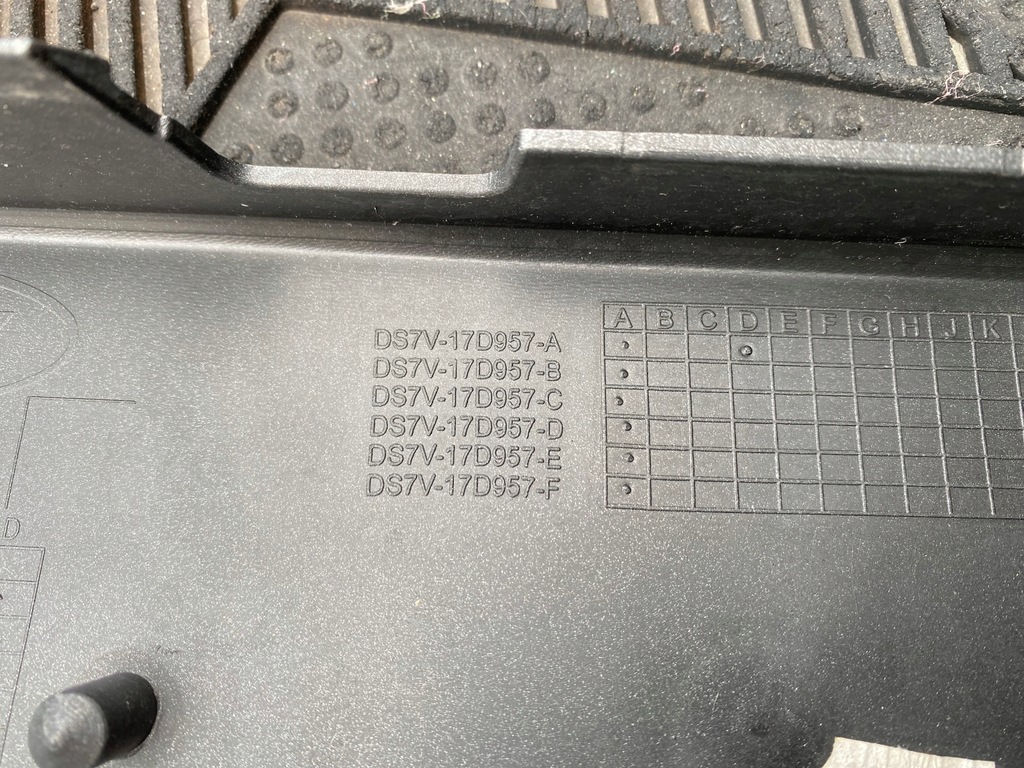 A B C D E F G H J K
DS7V-17D957-A
DS7V-17D957-B
DS7V-17D957-C
DS7V-17D957-D
DS7V-17D957-E
DS7V-17D957-F
D